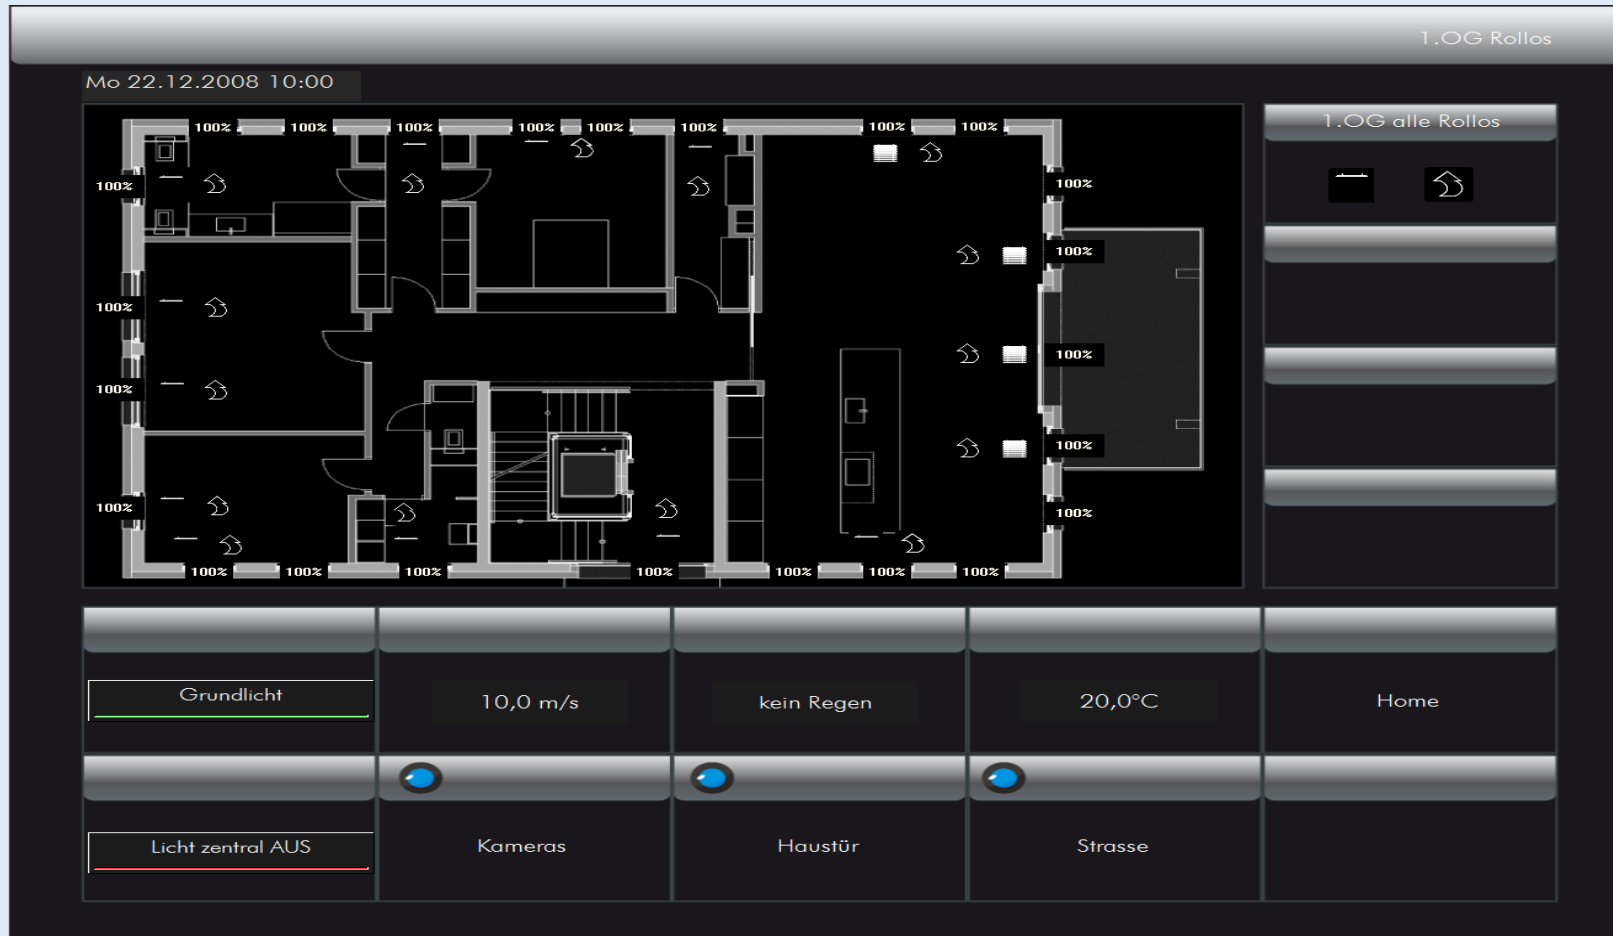 1.OG Rollos
Mo 22.12.2008 10:00
1.OG alle Rollos
100% 100% 100% 100% 100% 100% 100% 100%
100% 100%
100%
100%
100%
100%
100%
100%
100%
100% 100% 100% 100% 100% 100% 100%
Grundlicht
10,0 m/s
kein Regen
20,0°C
Home
Licht zentral AUS
Kameras
Haustür
Strasse